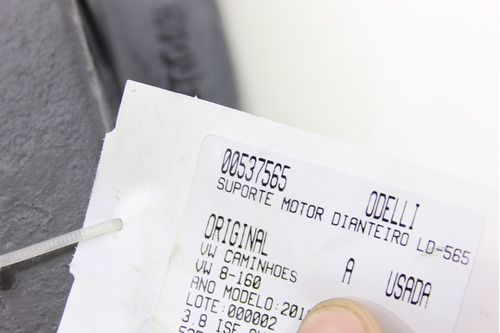 00537565 ODELLI
SUPORTE MOTOR DIANTEIRO LD-565
ORIGINAL A USADA
VW CAMINHOES
VW 8-160
ANO MODELO:201
LOTE:000002
3.8 ISF